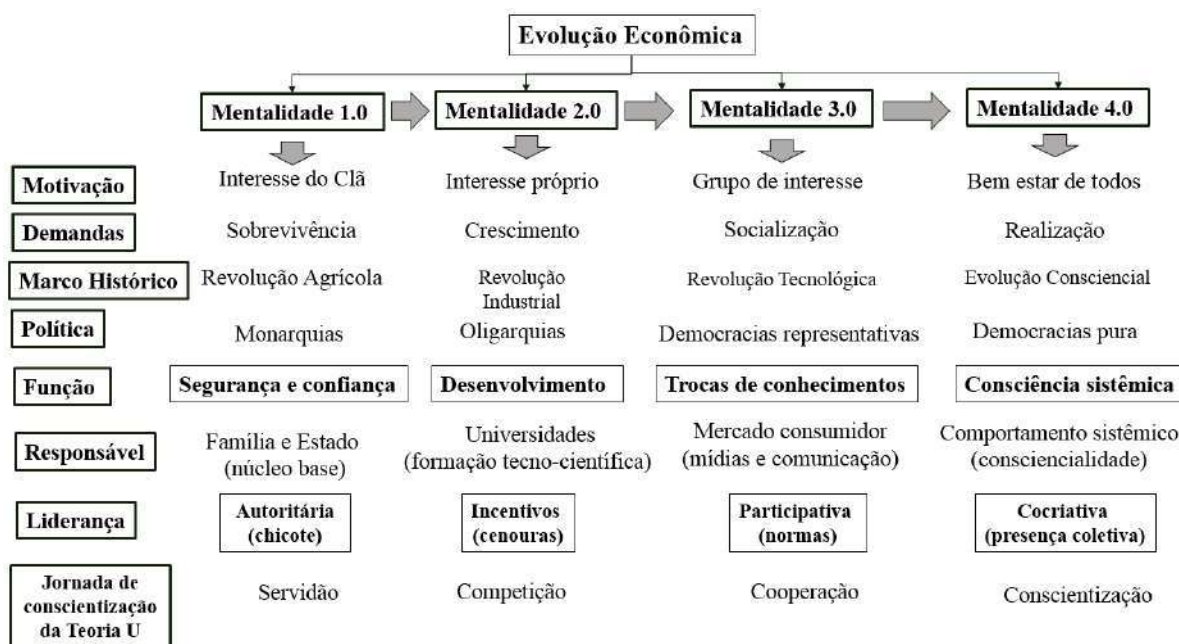 Evolução Econômica
Mentalidade 1.0
Mentalidade 2.0
Mentalidade 3.0
Mentalidade 4.0
Motivação
Interesse do Clã
Interesse próprio
Grupo de interesse
Bem estar de todos
Demandas
Sobrevivência
Crescimento
Socialização
Realização
Marco Histórico
Revolução Agrícola
Revolução
Industrial
Revolução Tecnológica
Evolução Consciencial
Política
Monarquias
Oligarquias
Democracias representativas
Democracias pura
Função
Segurança e confiança
Desenvolvimento
Trocas de conhecimentos
Consciência sistêmica
Responsável
Família e Estado
(núcleo base)
Universidades
(formação tecno-científica)
Mercado consumidor
(mídias e comunicação)
Comportamento sistêmico
(consciencialidade)
Liderança
Autoritária
(chicote)
Incentivos
(cenouras)
Participativa
(normas)
Cocriativa
(presença coletiva)
Jornada de
conscientização
da Teoria U
Servidão
Competição
Cooperação
Conscientização